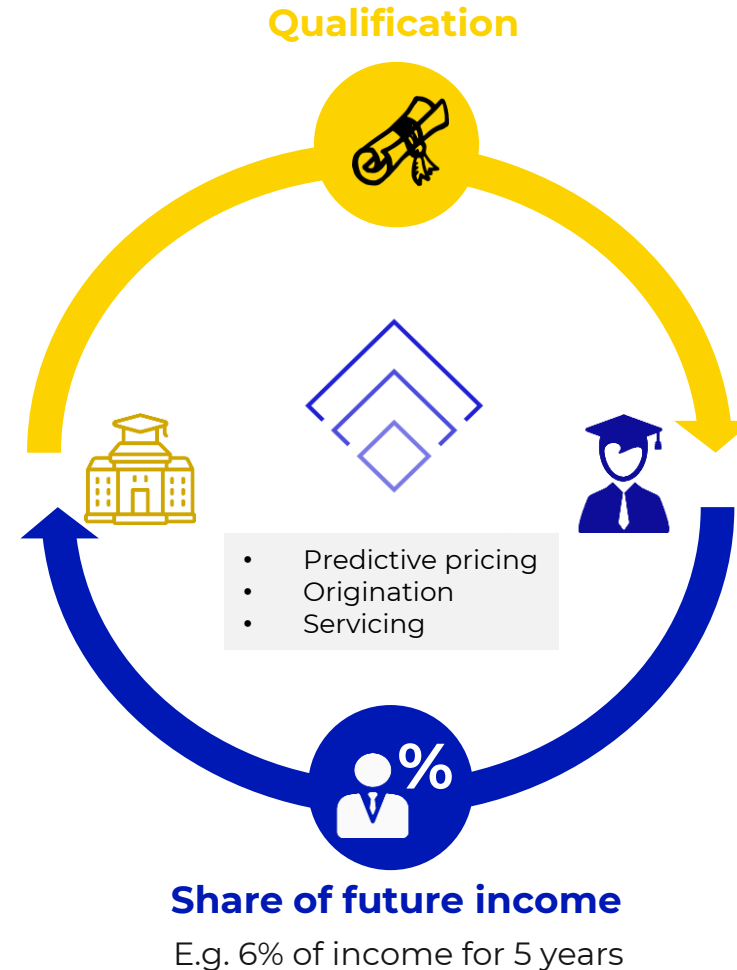 Qualification
• Predictive pricing
• Origination
• Servicing
%
Share of future income
E.g. 6% of income for 5 years